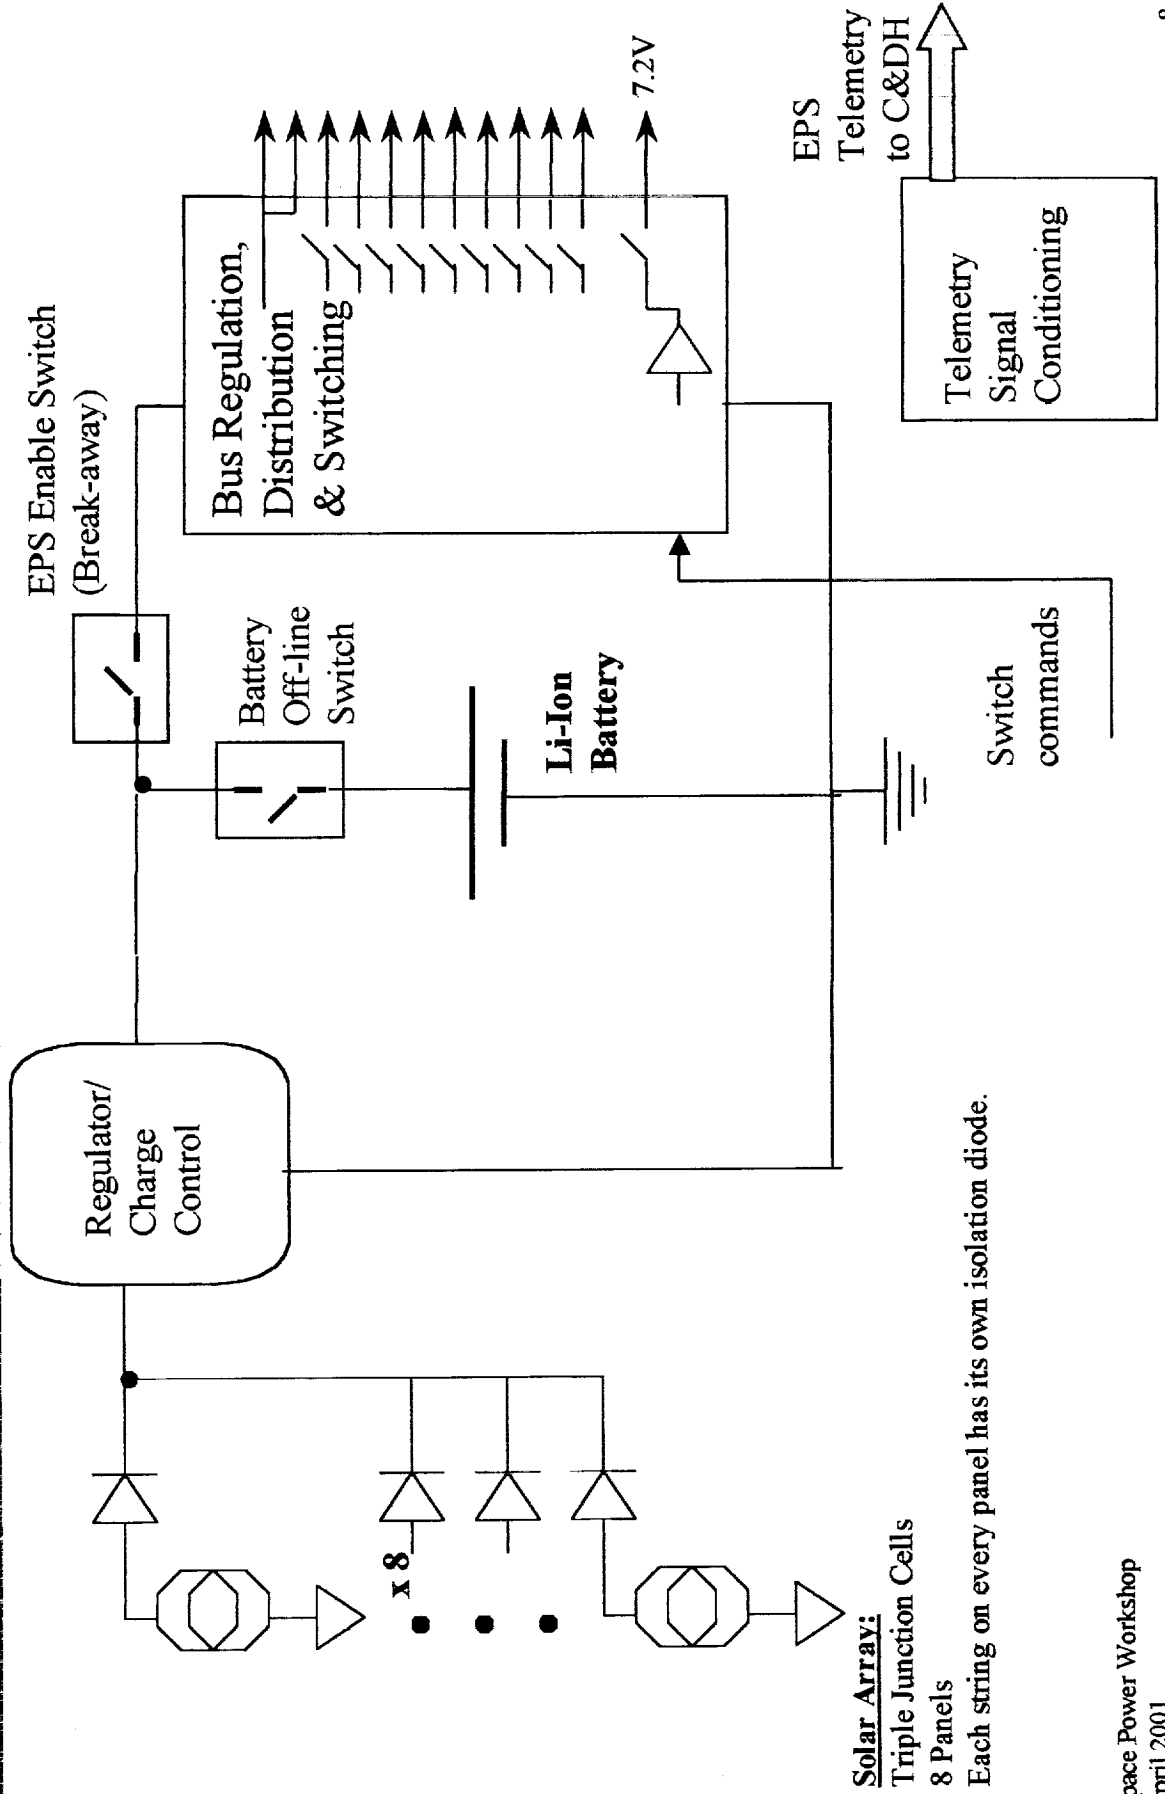 EPS Enable Switch
(Break-away)
Regulator/
Charge
Control
Battery
Off-line
Switch
Bus Regulation,
Distribution
& Switching
Li-Ion
Battery
7.2V
x 8
EPS
Telemetry
to C&DH
Telemetry
Signal
Conditioning
Switch
commands
Solar Array:
Triple Junction Cells
8 Panels
Each string on every panel has its own isolation diode.
Power Workshop
2001